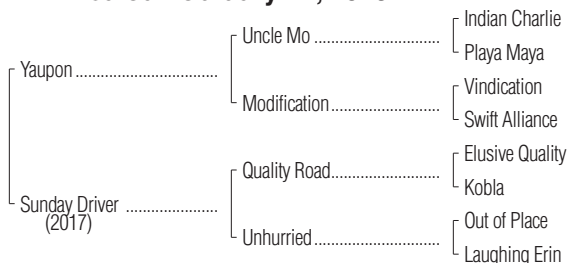 Indian Charlie
Uncle Mo ..............................
Playa Maya
Yaupon ..................................
Vindication
Modification..........................
Swift Alliance
Elusive Quality
Quality Road..........................
Kobla
Sunday Driver ......................
(2017)
Out of Place
Unhurried..............................
Laughing Erin